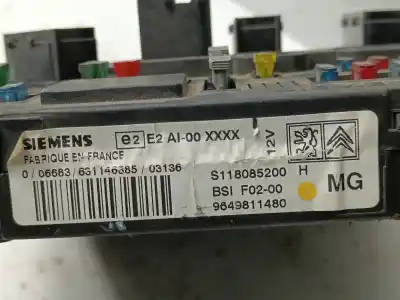 SIEMENS e2 E2 AI-00 XXXX
FABRIQUE EN FRANCE
12V
0 / 06683 / 631146385 / 03136
S118085200 H
BSI F02-00
MG
9649811480